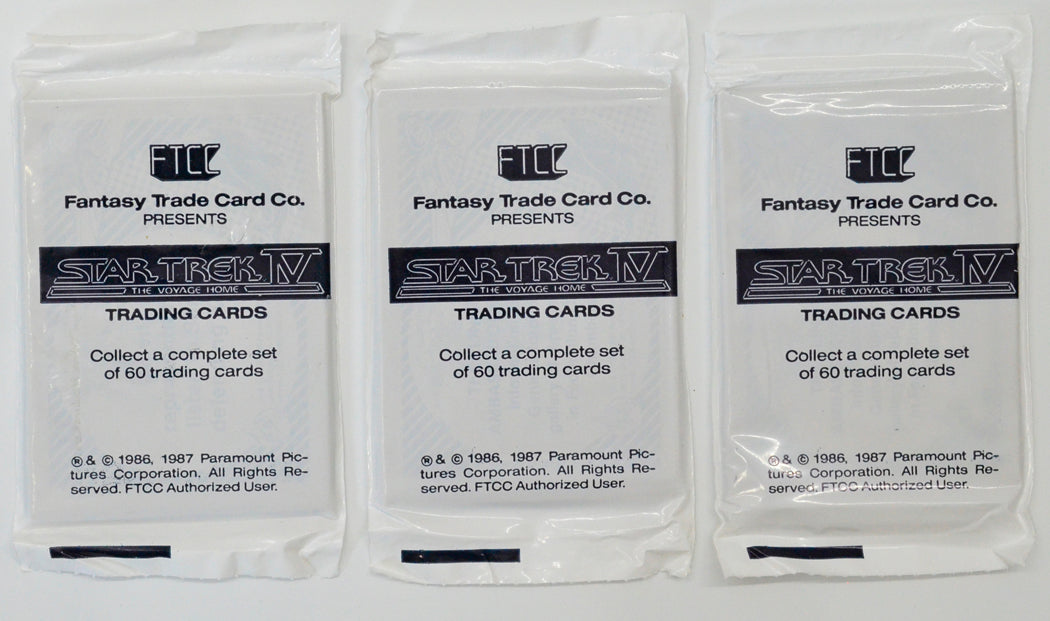 FTCC
Fantasy Trade Card Co.
PRESENTS
STAR TREK IV
THE VOYAGE HOME
TRADING CARDS
Collect a complete set
of 60 trading cards
® & © 1986, 1987 Paramount Pic-
tures Corporation. All Rights Re-
served. FTCC Authorized User.
FTCC
Fantasy Trade Card Co.
PRESENTS
STAR TREK IV
THE VOYAGE HOME
TRADING CARDS
Collect a complete set
of 60 trading cards
® & © 1986, 1987 Paramount Pic-
tures Corporation. All Rights Re-
served. FTCC Authorized User.
FTCC
Fantasy Trade Card Co.
PRESENTS
STAR TREK IV
THE VOYAGE HOME
TRADING CARDS
Collect a complete set
of 60 trading cards
® & © 1986, 1987 Paramount Pic-
tures Corporation. All Rights Re-
served. FTCC Authorized User.